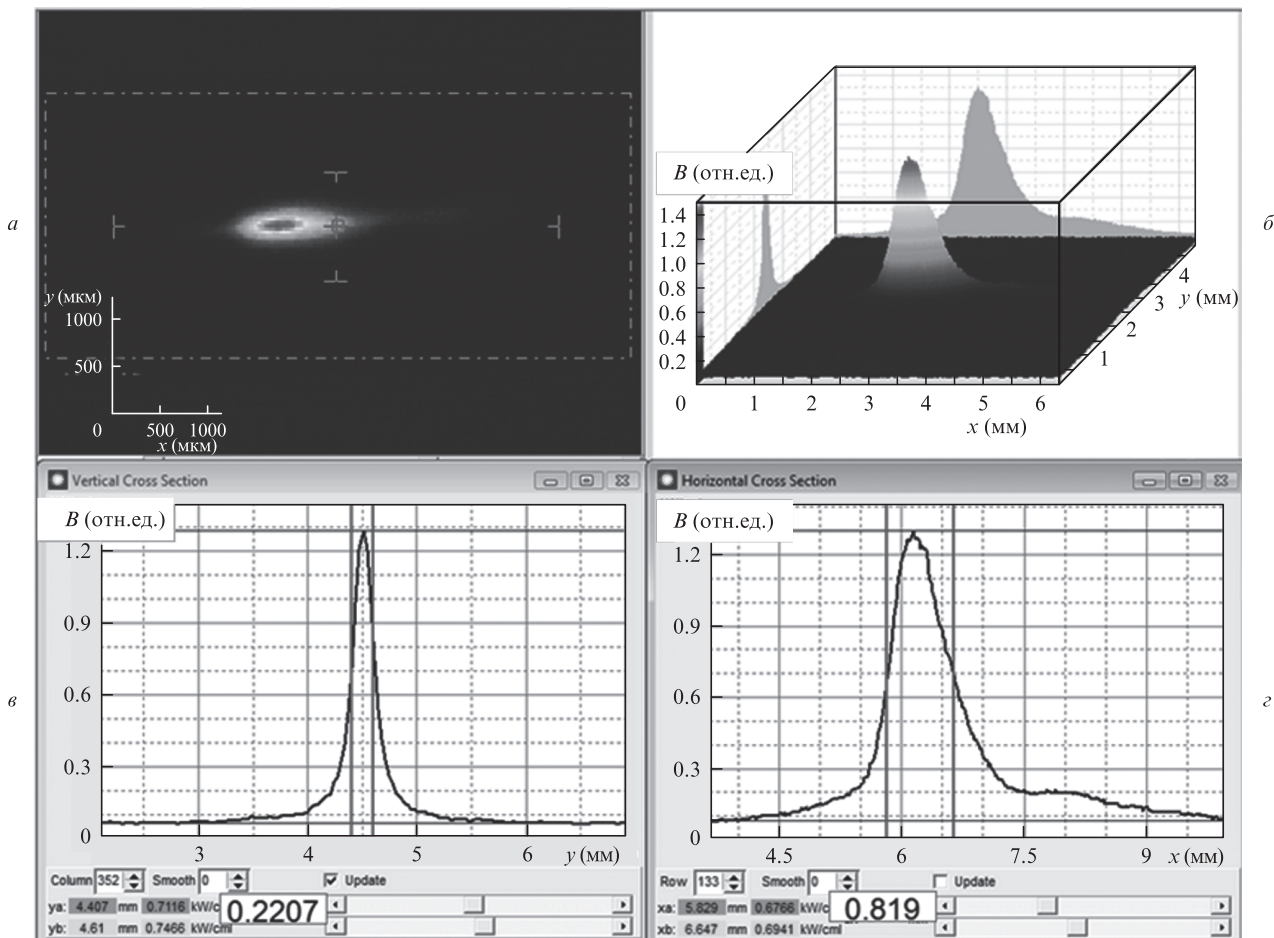 а
y (мкм)
1000
500
0
500
1000
x (мкм)
б
B (отн.ед.)
1.4
1.2
1.0
0.8
0.6
0.4
0.2
0
1
2
3
4
5
6
x (мм)
1
2
3
4
y (мм)
в
Vertical Cross Section
B (отн.ед.)
1.2
0.9
0.6
0.3
0
3
4
5
6
y (мм)
Column 352 Smooth 0 Update
ya: 4.407 mm 0.7116 kW/c 0.2207
yb: 4.61 mm 0.7466 kW/cm
г
Horizontal Cross Section
B (отн.ед.)
1.2
0.9
0.6
0.3
0
4.5
6
7.5
9
x (мм)
Row 133 Smooth 0 Update
xa: 5.829 mm 0.6766 kW/c 0.819
xb: 6.647 mm 0.6941 kW/cm